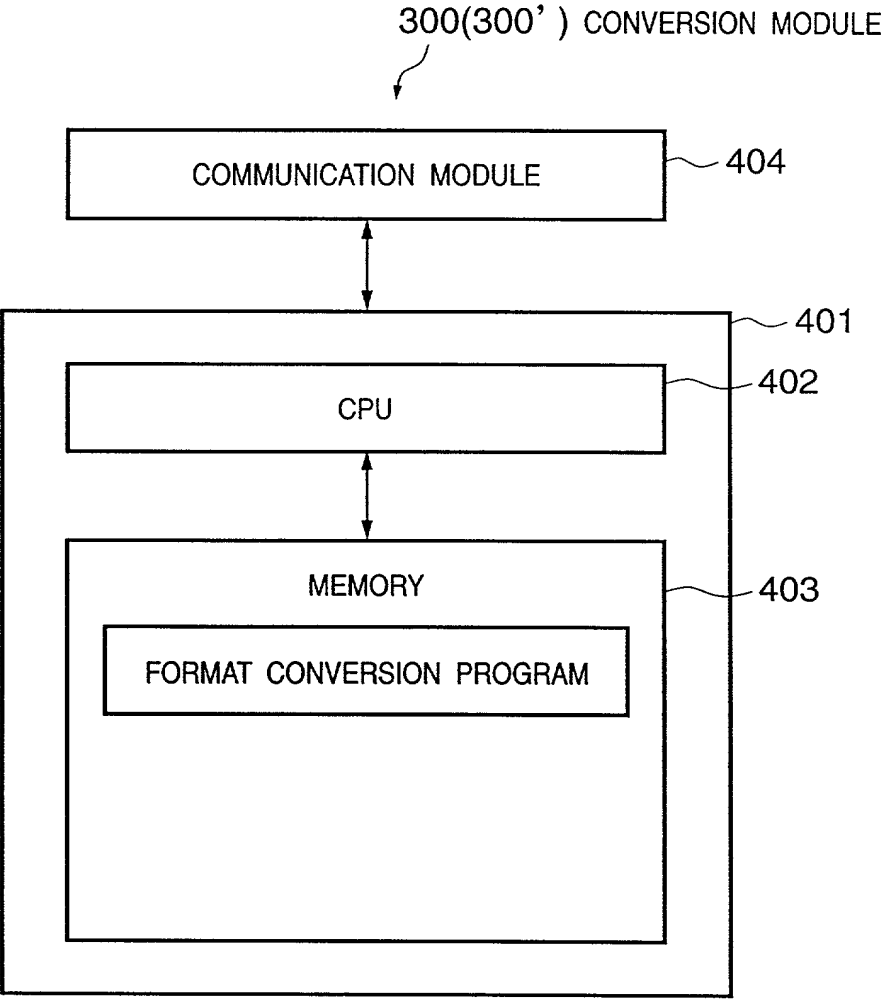 300(300’) CONVERSION MODULE
COMMUNICATION MODULE
404
401
402
CPU
MEMORY
403
FORMAT CONVERSION PROGRAM